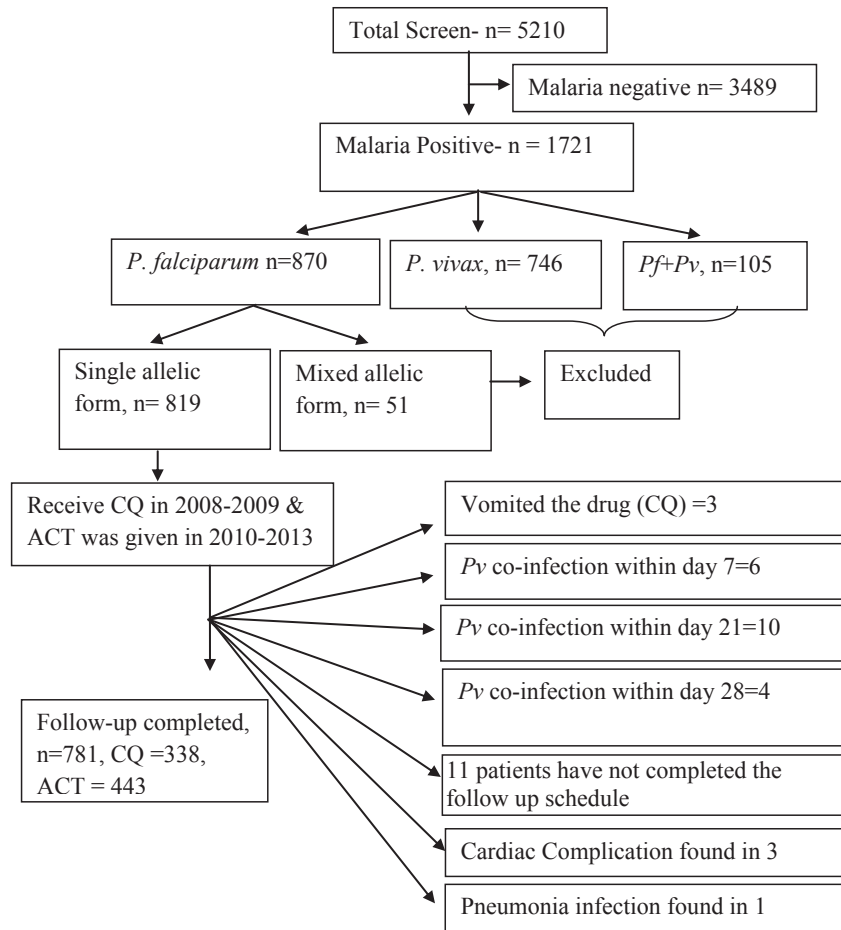 Total Screen- n= 5210
Malaria negative n= 3489
Malaria Positive- n = 1721
P. falciparum n=870
P. vivax, n= 746
Pf+Pv, n=105
Single allelic
form, n= 819
Mixed allelic
form, n= 51
Excluded
Receive CQ in 2008-2009 &
ACT was given in 2010-2013
Vomited the drug (CQ) =3
Pv co-infection within day 7=6
Pv co-infection within day 21=10
Pv co-infection within day 28=4
Follow-up completed,
n=781, CQ =338,
ACT = 443
11 patients have not completed the
follow up schedule
Cardiac Complication found in 3
Pneumonia infection found in 1